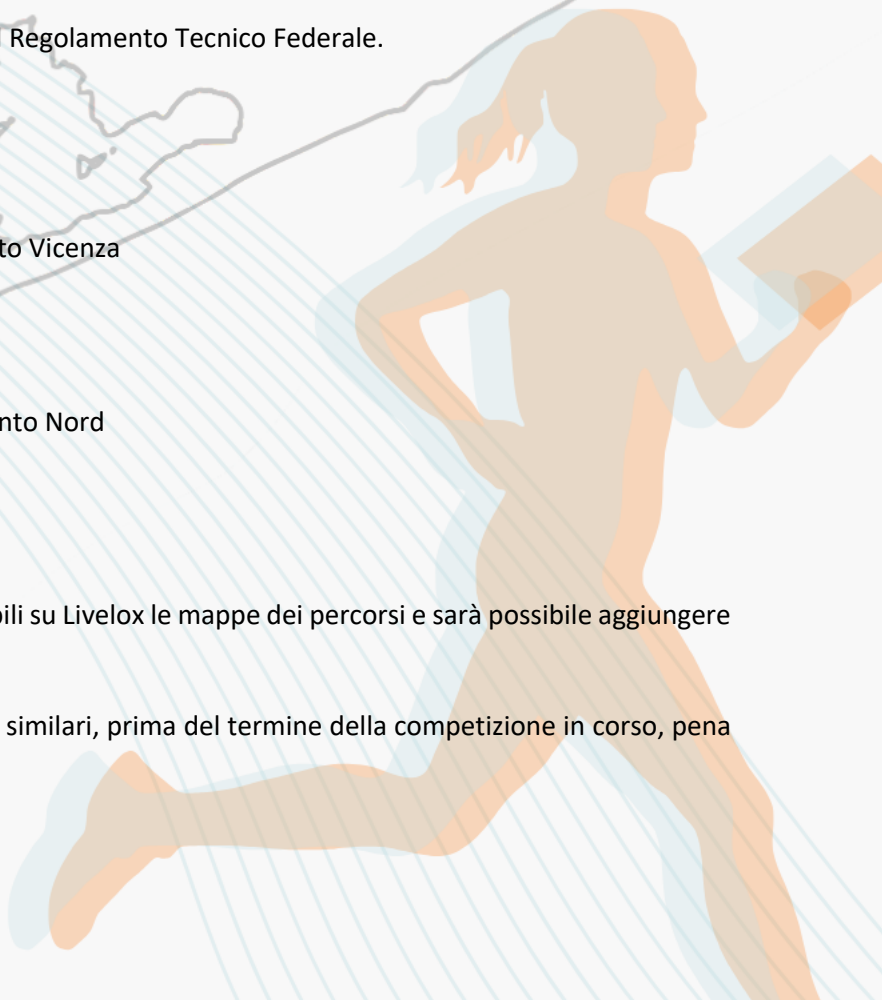 Regolamento Tecnico Federale.
to Vicenza
nto Nord
oili su Livelox le mappe dei percorsi e sarà possibile aggiungere
similari, prima del termine della competizione in corso, pena